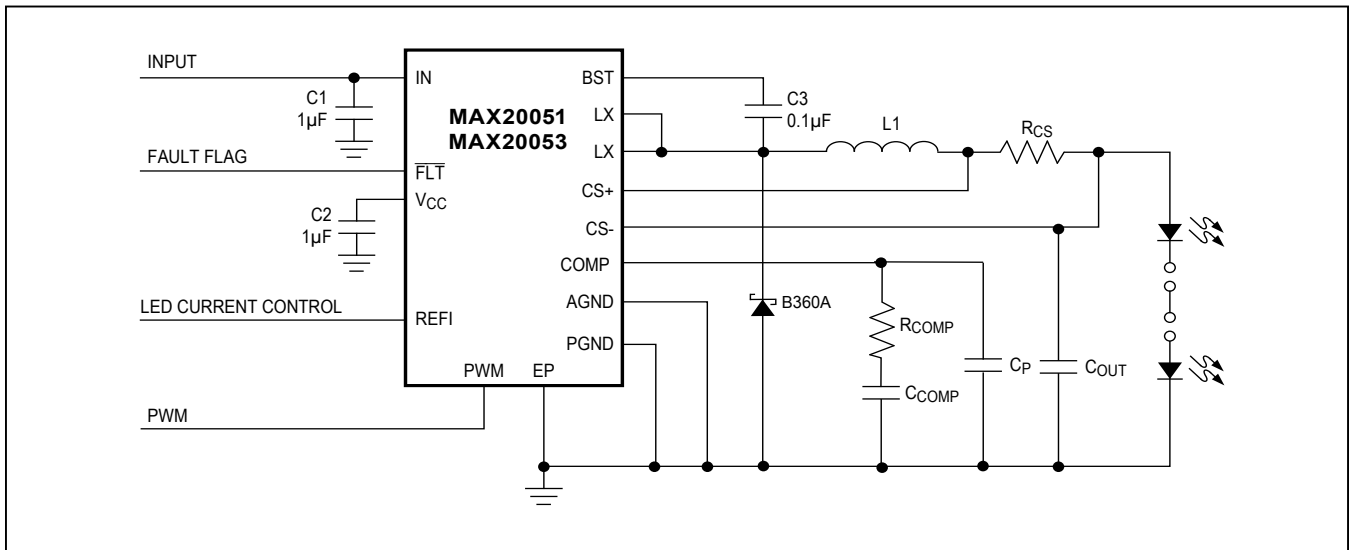 INPUT
C1
1µF
FAULT FLAG
C2
1µF
LED CURRENT CONTROL
PWM
IN
FLT
VCC
REFI
PWM
EP
MAX20051
MAX20053
BST
LX
LX
CS+
CS-
COMP
AGND
PGND
C3
0.1µF
L1
RCS
B360A
RCOMP
CCOMP
CP
COUT